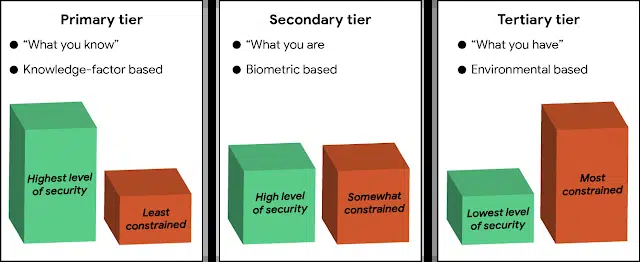 Primary tier
● “What you know”
● Knowledge-factor based
Highest level
of security
Least
constrained
Secondary tier
● “What you are
● Biometric based
High level
of security
Somewhat
constrained
Tertiary tier
● “What you have”
● Environmental based
Lowest level
of security
Most
constrained